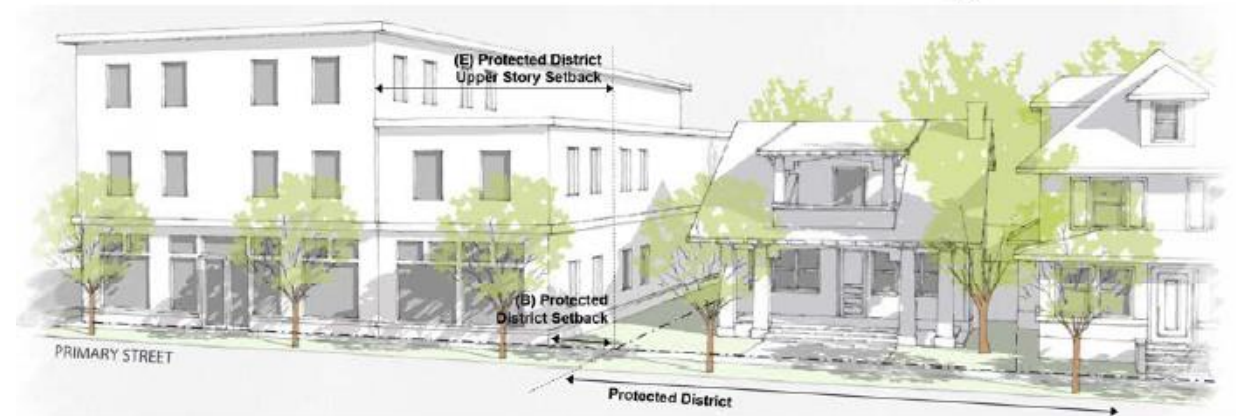 (E) Protected District
Upper Story Setback
(B) Protected
District Setback
PRIMARY STREET
Protected District